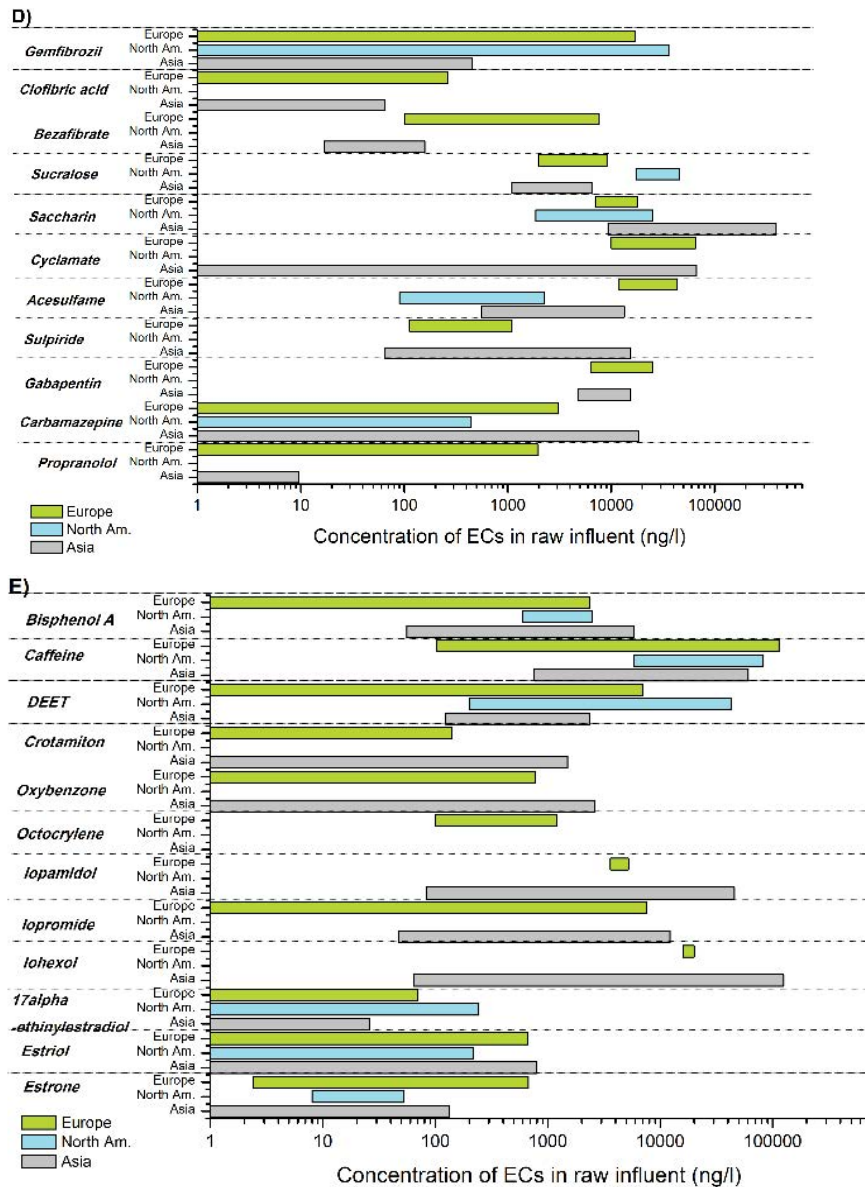 D)
Gemfibrozil
Europe
North Am.
Asia
Clofibric acid
Europe
North Am.
Asia
Bezafibrate
Europe
North Am.
Asia
Sucralose
Europe
North Am.
Asia
Saccharin
Europe
North Am.
Asia
Cyclamate
Europe
North Am.
Asia
Acesulfame
Europe
North Am.
Asia
Sulpiride
Europe
North Am.
Asia
Gabapentin
Europe
North Am.
Asia
Carbamazepine
Europe
North Am.
Asia
Propranolol
Europe
North Am.
Asia
1 10 100 1000 10000 100000
Concentration of ECs in raw influent (ng/l)
Europe
North Am.
Asia
E)
Bisphenol A
Europe
North Am.
Asia
Caffeine
Europe
North Am.
Asia
DEET
Europe
North Am.
Asia
Crotamiton
Europe
North Am.
Asia
Oxybenzone
Europe
North Am.
Asia
Octocrylene
Europe
North Am.
Asia
Iopamidol
Europe
North Am.
Asia
Iopromide
Europe
North Am.
Asia
Iohexol
Europe
North Am.
Asia
17alpha
-ethinylestradiol
Europe
North Am.
Asia
Estriol
Europe
North Am.
Asia
Estrone
Europe
North Am.
Asia
1 10 100 1000 10000 100000
Concentration of ECs in raw influent (ng/l)
Europe
North Am.
Asia